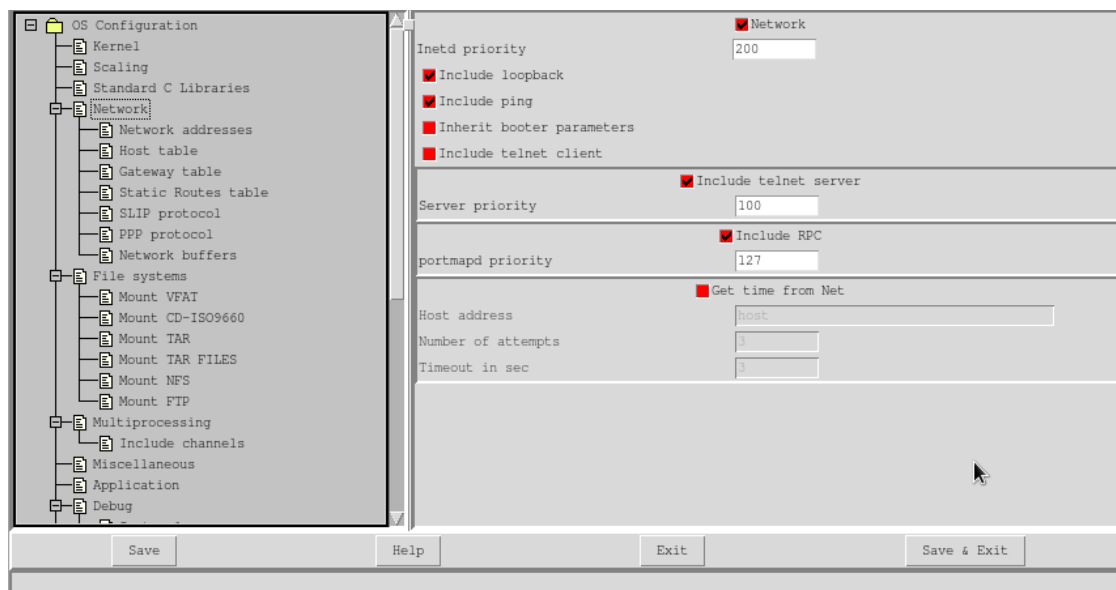 OS Configuration
Kernel
Scaling
Standard C Libraries
Network
Network addresses
Host table
Gateway table
Static Routes table
SLIP protocol
PPP protocol
Network buffers
File systems
Mount VFAT
Mount CD-ISO9660
Mount TAR
Mount TAR FILES
Mount NFS
Mount FTP
Multiprocessing
Include channels
Miscellaneous
Application
Debug
Network
Inetd priority 200
Include loopback
Include ping
Inherit booter parameters
Include telnet client
Include telnet server
Server priority 100
Include RPC
portmapd priority 127
Get time from Net
Host address host
Number of attempts 3
Timeout in sec 3
Save Help Exit Save & Exit